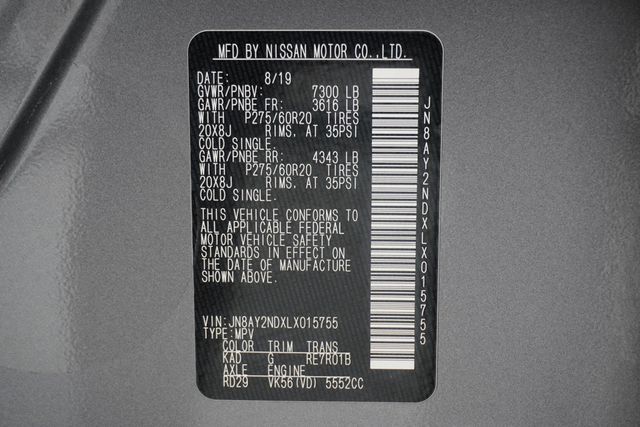 MFD BY NISSAN MOTOR CO.,LTD.
DATE: 8/19
GVWR/PNBV: 7300 LB
GAWR/PNBE FR: 3616 LB
WITH P275/60R20 TIRES
20X8J RIMS, AT 35PSI
COLD SINGLE.
GAWR/PNBE RR: 4343 LB
WITH P275/60R20 TIRES
20X8J RIMS, AT 35PSI
COLD SINGLE.
THIS VEHICLE CONFORMS TO
ALL APPLICABLE FEDERAL
MOTOR VEHICLE SAFETY
STANDARDS IN EFFECT ON
THE DATE OF MANUFACTURE
SHOWN ABOVE.
VIN:JN8AY2NDXLX015755
TYPE:MPV
COLOR TRIM TRANS
KAD G RE7R01B
AXLE ENGINE
RD29 VK56(VD) 5552CC
JN8AY2NDXLX015755